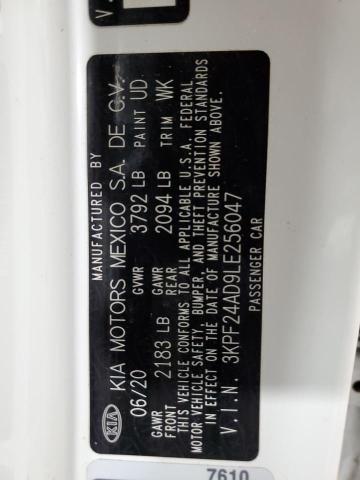 MANUFACTURED BY
KIA KIA MOTORS MEXICO S.A. DE C.V.
06/20 GVWR 3792 LB PAINT UD
GAWR FRONT 2183 LB GAWR REAR 2094 LB TRIM WK
THIS VEHICLE CONFORMS TO ALL APPLICABLE U.S.A. FEDERAL
MOTOR VEHICLE SAFETY, BUMPER, AND THEFT PREVENTION STANDARDS
IN EFFECT ON THE DATE OF MANUFACTURE SHOWN ABOVE.
V.I.N. 3KPF24AD9LE256047
PASSENGER CAR
7610